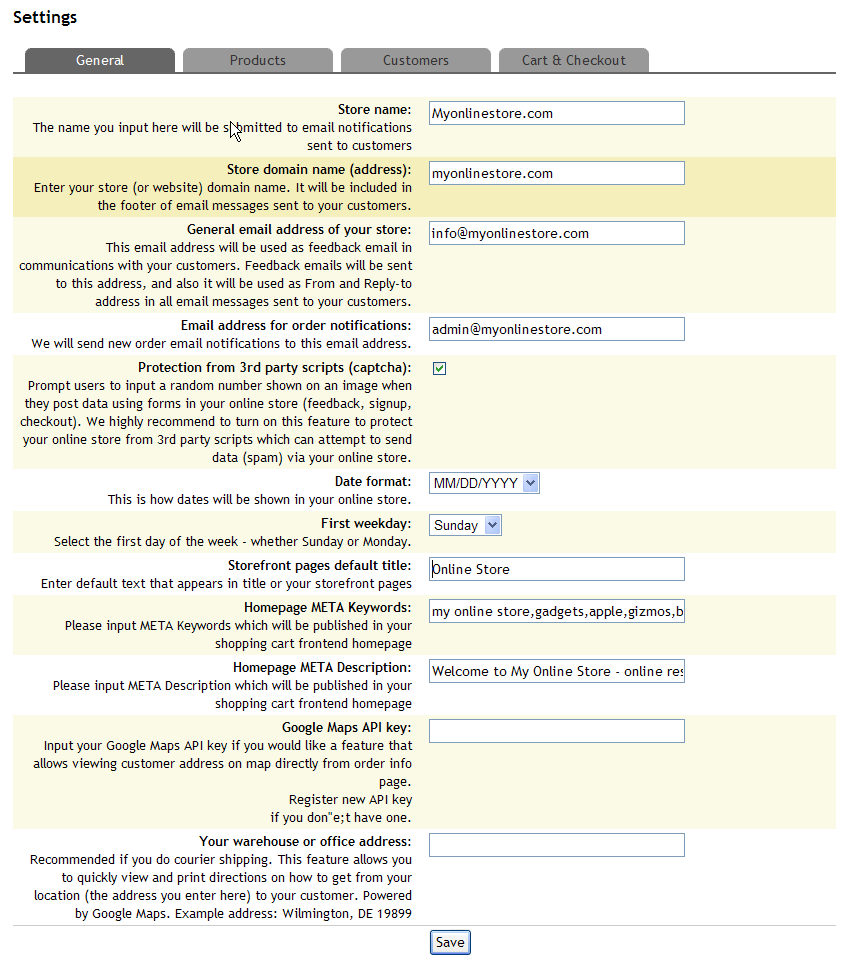 Settings
General
Products
Customers
Cart & Checkout
Store name:
Myonlinestore.com
The name you input here will be submitted to email notifications
sent to customers
Store domain name (address):
myonlinestore.com
Enter your store (or website) domain name. It will be included in
the footer of email messages sent to your customers.
General email address of your store:
info@myonlinestore.com
This email address will be used as feedback email in
communications with your customers. Feedback emails will be sent
to this address, and also it will be used as From and Reply-to
address in all email messages sent to your customers.
Email address for order notifications:
admin@myonlinestore.com
We will send new order email notifications to this email address.
Protection from 3rd party scripts (captcha):
Prompt users to input a random number shown on an image when
they post data using forms in your online store (feedback, signup,
checkout). We highly recommend to turn on this feature to protect
your online store from 3rd party scripts which can attempt to send
data (spam) via your online store.
Date format:
MM/DD/YYYY
This is how dates will be shown in your online store.
First weekday:
Sunday
Select the first day of the week - whether Sunday or Monday.
Storefront pages default title:
Online Store
Enter default text that appears in title or your storefront pages
Homepage META Keywords:
my online store,gadgets,apple,gizmos,b
Please input META Keywords which will be published in your
shopping cart frontend homepage
Homepage META Description:
Welcome to My Online Store - online res
Please input META Description which will be published in your
shopping cart frontend homepage
Google Maps API key:
Input your Google Maps API key if you would like a feature that
allows viewing customer address on map directly from order info
page.
Register new API key
if you don"e;t have one.
Your warehouse or office address:
Recommended if you do courier shipping. This feature allows you
to quickly view and print directions on how to get from your
location (the address you enter here) to your customer. Powered
by Google Maps. Example address: Wilmington, DE 19899
Save